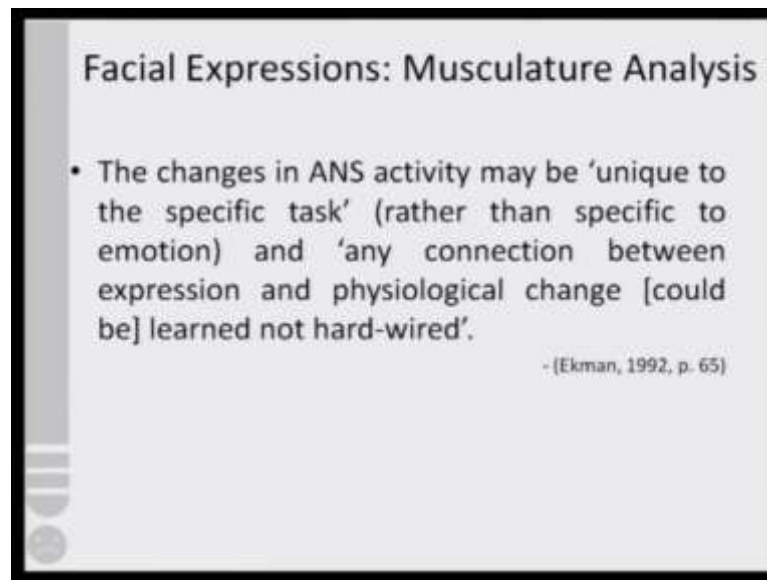 Facial Expressions: Musculature Analysis
• The changes in ANS activity may be ‘unique to
the specific task’ (rather than specific to
emotion) and ‘any connection between
expression and physiological change [could
be] learned not hard-wired’.
- (Ekman, 1992, p. 65)